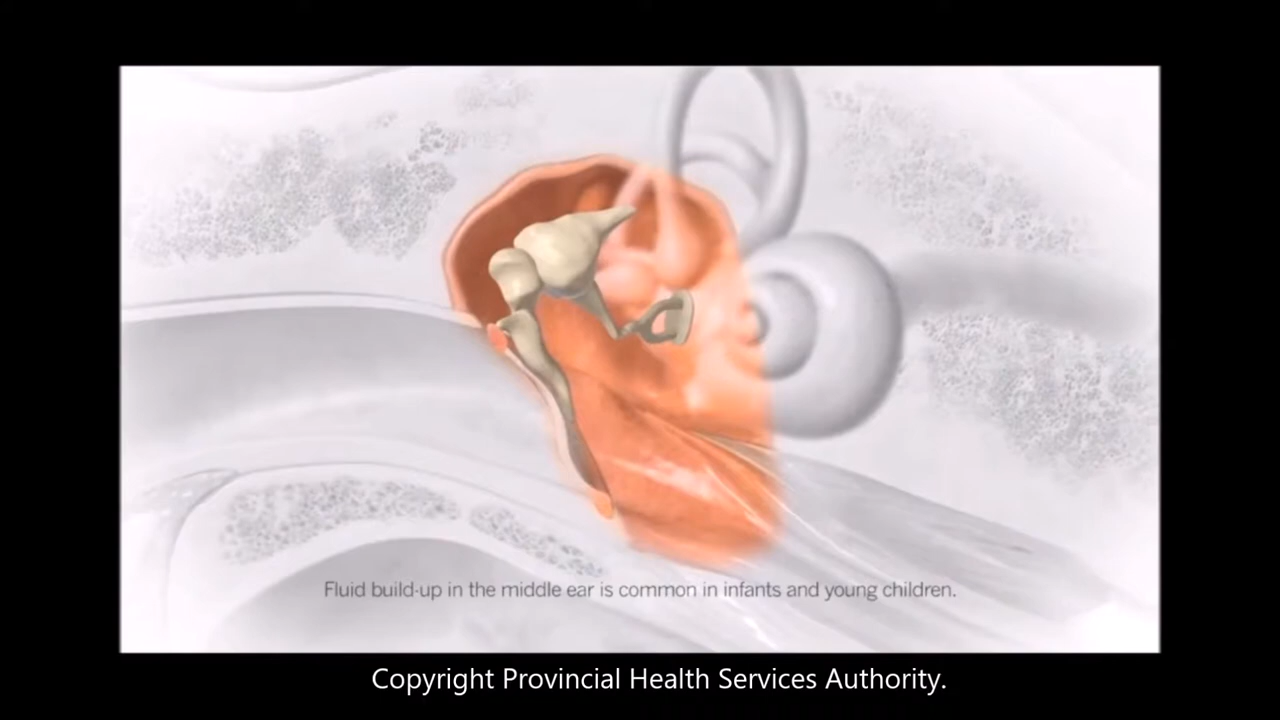 Fluid build-up in the middle ear is common in infants and young children.
Copyright Provincial Health Services Authority.